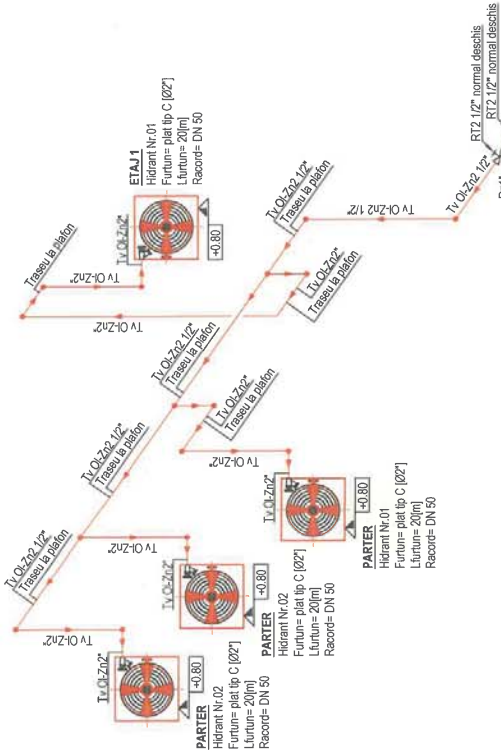 ETAJ 1
Hidrant Nr.01
Furtun= plat tip C [Ø2"]
Lfurtun= 20[m]
Racord= DN 50
Tv Ol-Zn2"
+0.80
Traseu la plafon
Tv Ol-Zn2"
Tv Ol-Zn2"
Tv Ol-Zn2 1/2"
Traseu la plafon
Tv Ol-Zn2"
Traseu la plafon
Tv Ol-Zn2 1/2"
Tv Ol-Zn2 1/2"
RT2 1/2" normal deschis
RT2 1/2" normal deschis
Tv Ol-Zn2 1/2"
Traseu la plafon
Tv Ol-Zn2"
Traseu la plafon
Tv Ol-Zn2"
Tv Ol-Zn2"
+0.80
PARTER
Hidrant Nr.01
Furtun= plat tip C [Ø2"]
Lfurtun= 20[m]
Racord= DN 50
Tv Ol-Zn2 1/2"
Traseu la plafon
Tv Ol-Zn2"
Tv Ol-Zn2"
+0.80
PARTER
Hidrant Nr.02
Furtun= plat tip C [Ø2"]
Lfurtun= 20[m]
Racord= DN 50
Tv Ol-Zn2 1/2"
Traseu la plafon
Tv Ol-Zn2"
Tv Ol-Zn2"
+0.80
PARTER
Hidrant Nr.02
Furtun= plat tip C [Ø2"]
Lfurtun= 20[m]
Racord= DN 50